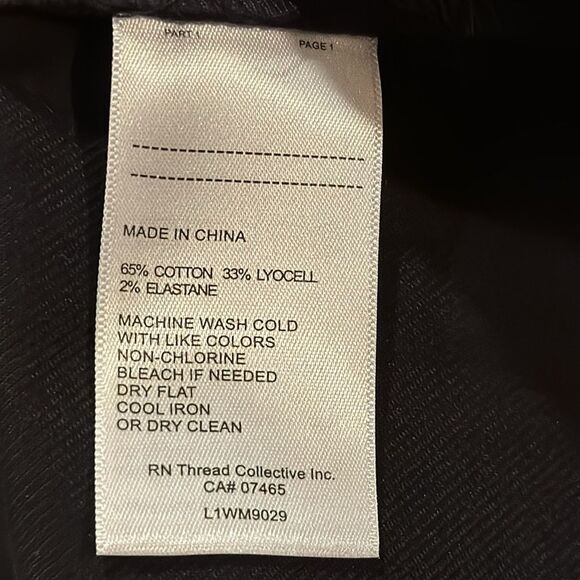 PART 1 PAGE 1
MADE IN CHINA
65% COTTON 33% LYOCELL
2% ELASTANE
MACHINE WASH COLD
WITH LIKE COLORS
NON-CHLORINE
BLEACH IF NEEDED
DRY FLAT
COOL IRON
OR DRY CLEAN
RN Thread Collective Inc.
CA# 07465
L1WM9029